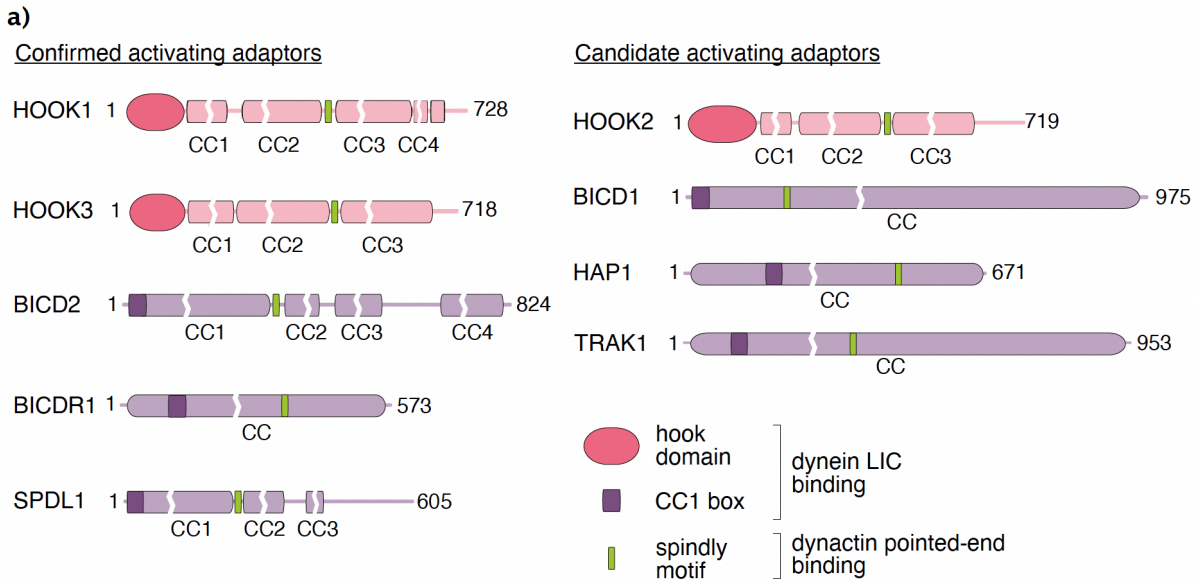 a)
Confirmed activating adaptors
HOOK1 1 728
CC1 CC2 CC3 CC4
HOOK3 1 718
CC1 CC2 CC3
BICD2 1 824
CC1 CC2 CC3 CC4
BICDR1 1 573
CC
SPDL1 1 605
CC1 CC2 CC3
Candidate activating adaptors
HOOK2 1 719
CC1 CC2 CC3
BICD1 1 975
CC
HAP1 1 671
CC
TRAK1 1 953
CC
hook
domain
CC1 box
dynein LIC
binding
spindly
motif
dynactin pointed-end
binding